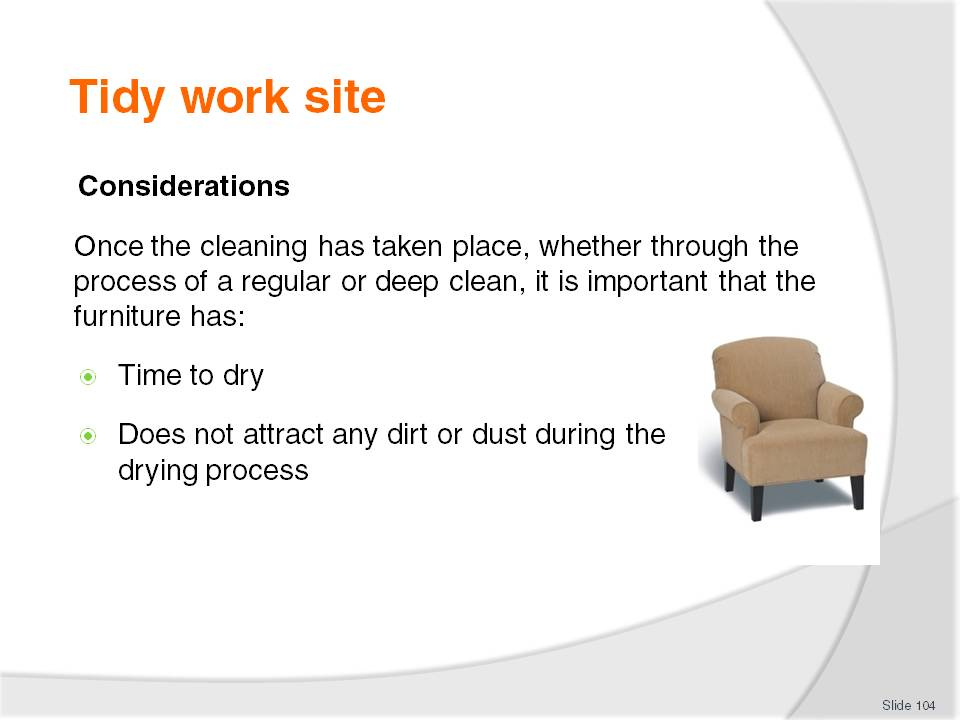 Tidy work site
Considerations
Once the cleaning has taken place, whether through the
process of a regular or deep clean, it is important that the
furniture has:
Time to dry
Does not attract any dirt or dust during the
drying process
Slide 104